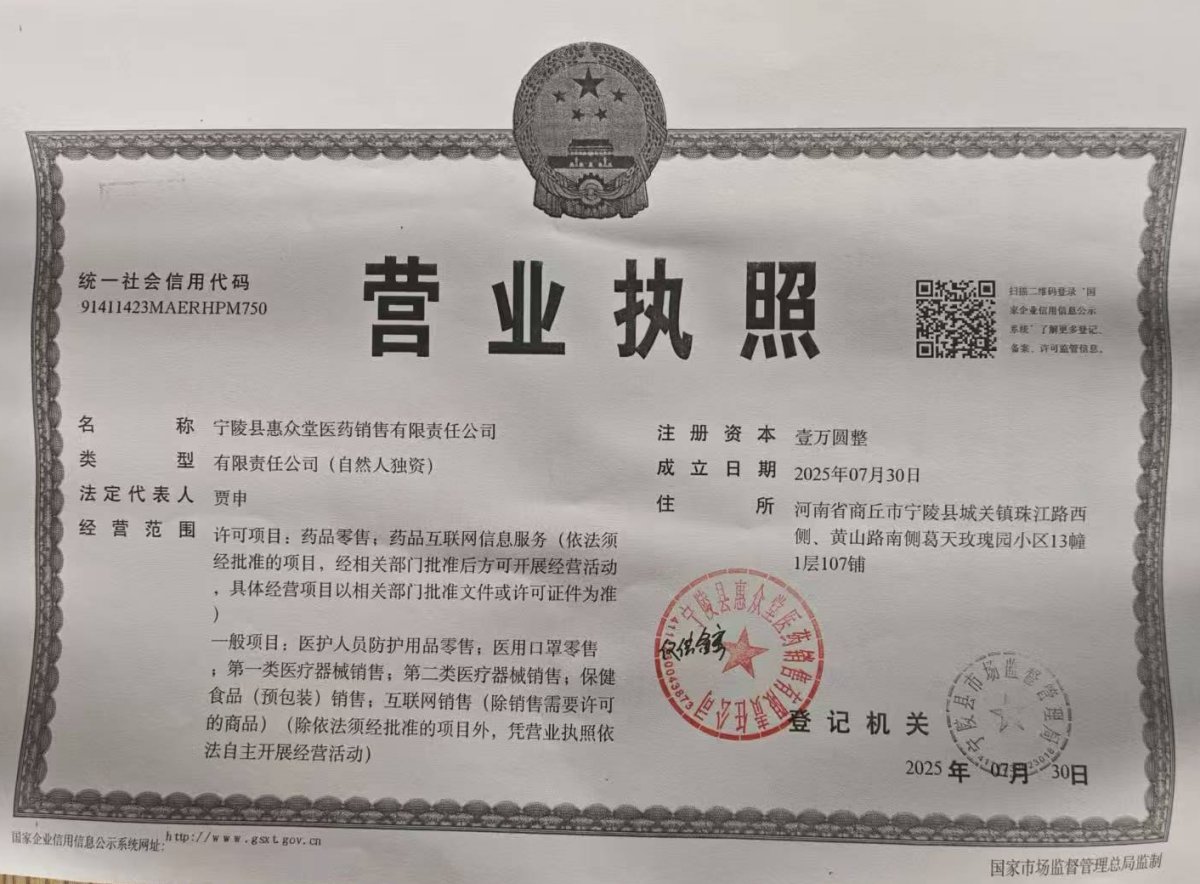 统一社会信用代码
91411423MAERHPM750
营业执照
扫描二维码登录‘国
家企业信用信息公示
系统’了解更多登记、
备案、许可监管信息。
名称 宁陵县惠众堂医药销售有限责任公司
类型 有限责任公司（自然人独资）
法定代表人 贾申
经营范围 许可项目：药品零售；药品互联网信息服务（依法须
经批准的项目，经相关部门批准后方可开展经营活动
，具体经营项目以相关部门批准文件或许可证件为准
）
一般项目：医护人员防护用品零售；医用口罩零售
；第一类医疗器械销售；第二类医疗器械销售；保健
食品（预包装）销售；互联网销售（除销售需要许可
的商品）（除依法须经批准的项目外，凭营业执照依
法自主开展经营活动）
注册资本 壹万圆整
成立日期 2025年07月30日
住所 河南省商丘市宁陵县城关镇珠江路西
侧、黄山路南侧葛天玫瑰园小区13幢
1层107铺
宁陵县惠众堂医药销售有限责任公司
仅供
登记机关
宁陵县市场监督管理局
2025年07月30日
国家企业信用信息公示系统网址：http://www.gsxt.gov.cn
国家市场监督管理总局监制